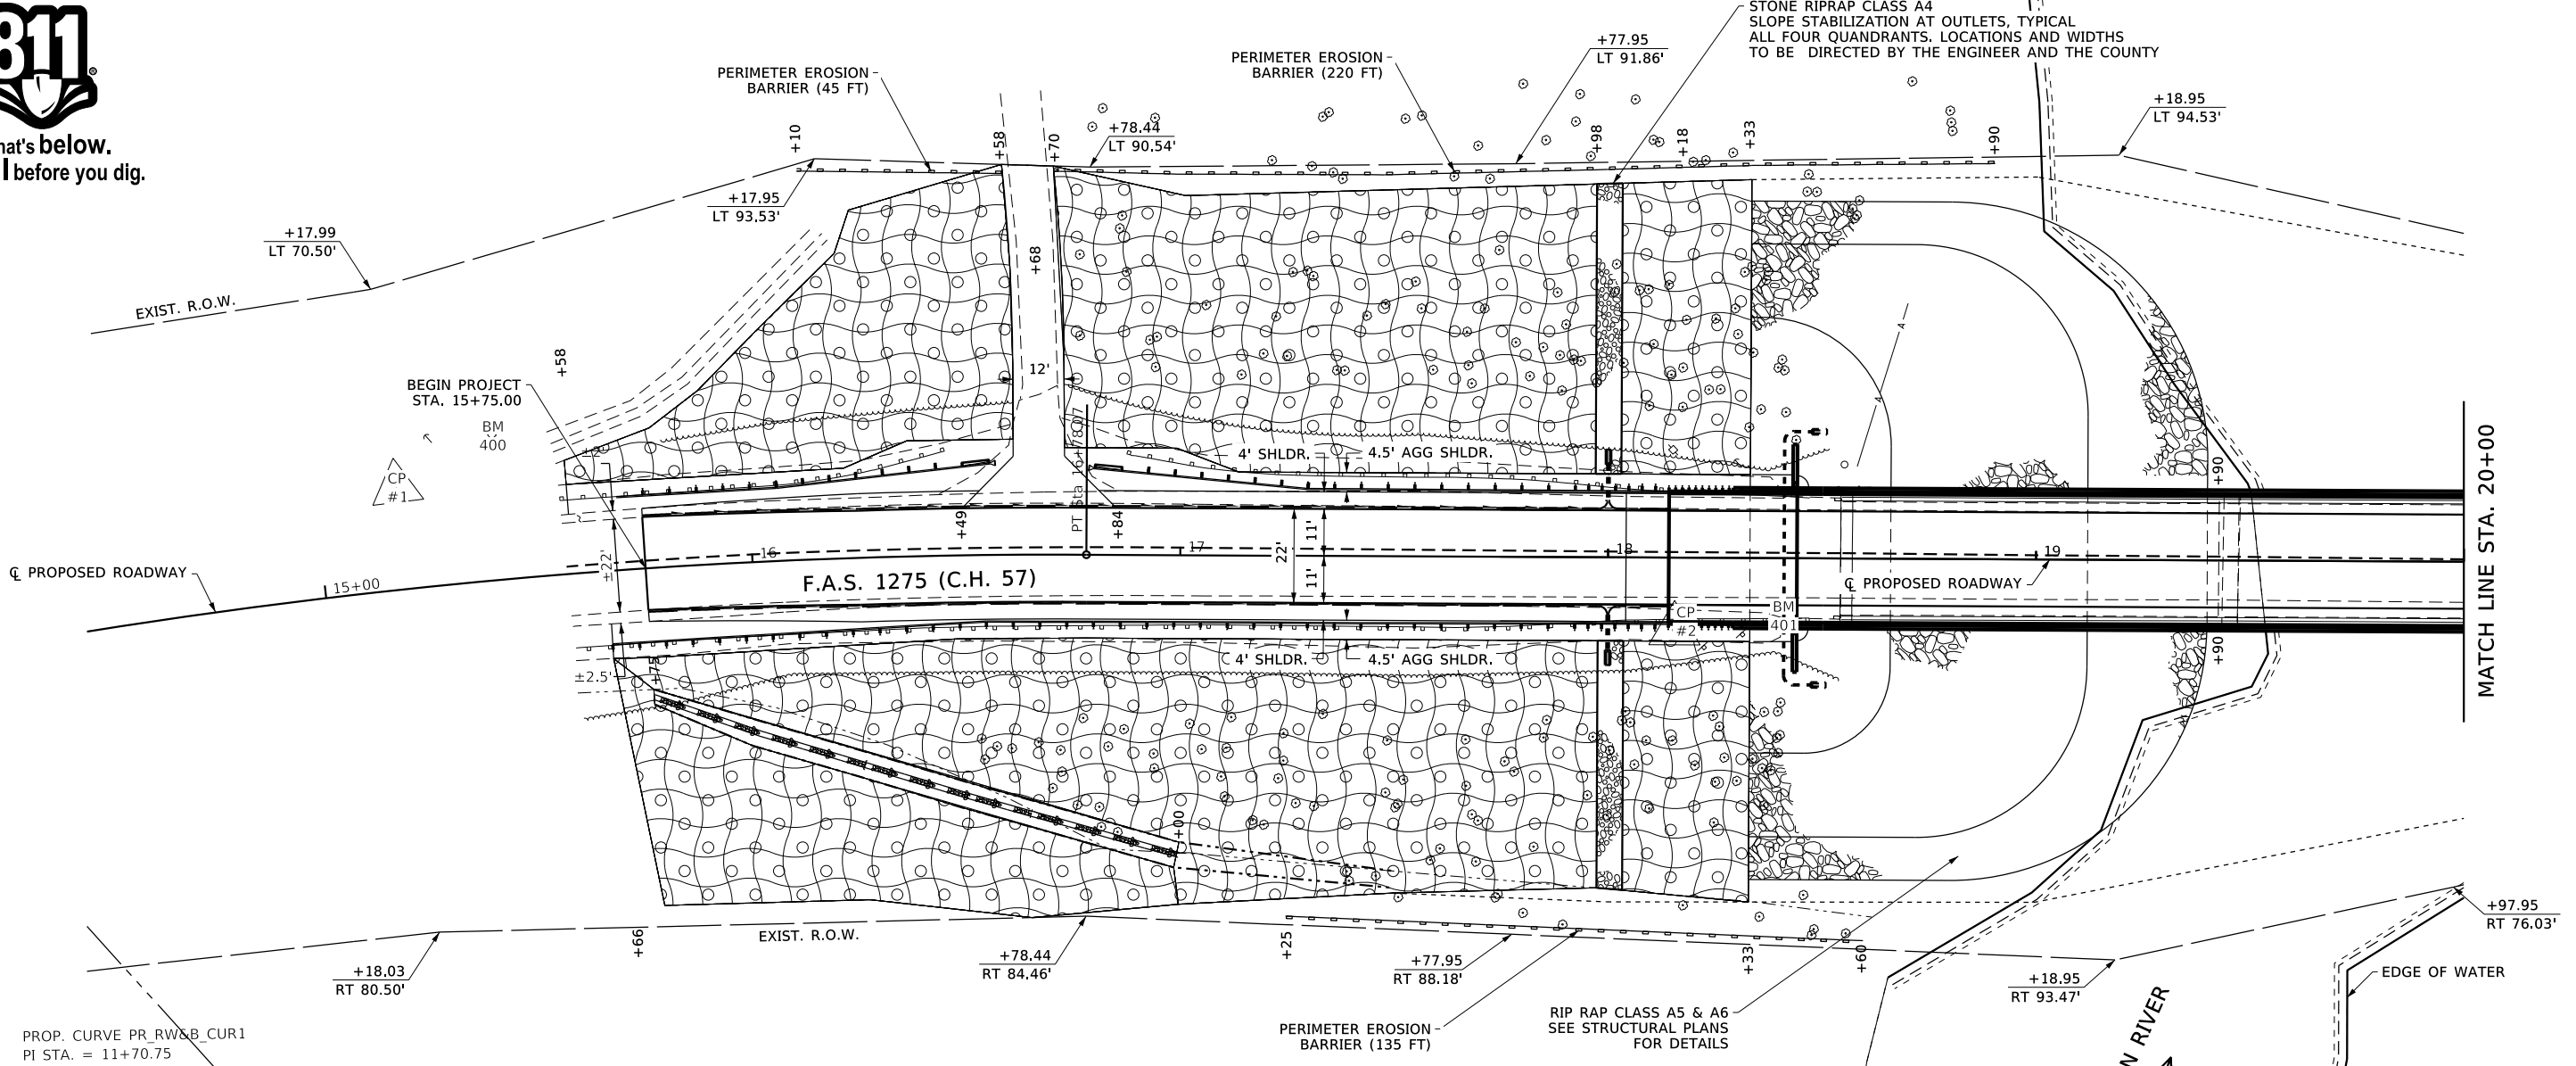 811®
hat's below.
l before you dig.
STONE RIPRAP CLASS A4
SLOPE STABILIZATION AT OUTLETS, TYPICAL
ALL FOUR QUANDRANTS. LOCATIONS AND WIDTHS
TO BE DIRECTED BY THE ENGINEER AND THE COUNTY
+77.95
LT 91.86'
PERIMETER EROSION
BARRIER (45 FT)
PERIMETER EROSION
BARRIER (220 FT)
+18.95
LT 94.53'
+10
+58
+70
+78.44
LT 90.54'
+98
+18
+33
+90
+17.95
LT 93.53'
+17.99
LT 70.50'
EXIST. R.O.W.
+68
+58
12'
BEGIN PROJECT
STA. 15+75.00
BM
400
CP
#1
±2'
PT Sta. 16+78.07
4' SHLDR.
4.5' AGG SHLDR.
A
A
+90
+49
+84
MATCH LINE STA. 20+00
±22'
22'
11'
11'
16
17
18
19
℄ PROPOSED ROADWAY
15+00
F.A.S. 1275 (C.H. 57)
℄ PROPOSED ROADWAY
CP
#2
BM
401
+90
±2.5'
+75
4' SHLDR.
4.5' AGG SHLDR.
+00
+66
EXIST. R.O.W.
+25
+33
+60
+18.03
RT 80.50'
+78.44
RT 84.46'
+77.95
RT 88.18'
+18.95
RT 93.47'
+97.95
RT 76.03'
EDGE OF WATER
PERIMETER EROSION
BARRIER (135 FT)
RIP RAP CLASS A5 & A6
SEE STRUCTURAL PLANS
FOR DETAILS
N RIVER
PROP. CURVE PR_RW&B_CUR1
PI STA. = 11+70.75